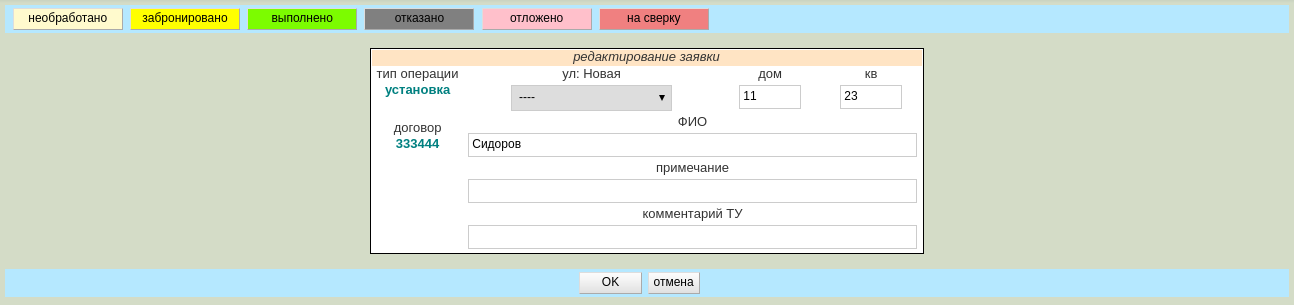 необработано забронировано выполнено отказано отложено на сверку
редактирование заявки
тип операции ул: Новая дом кв
установка ---- 11 23
ФИО
договор
333444 Сидоров
примечание
комментарий ТУ
OK отмена